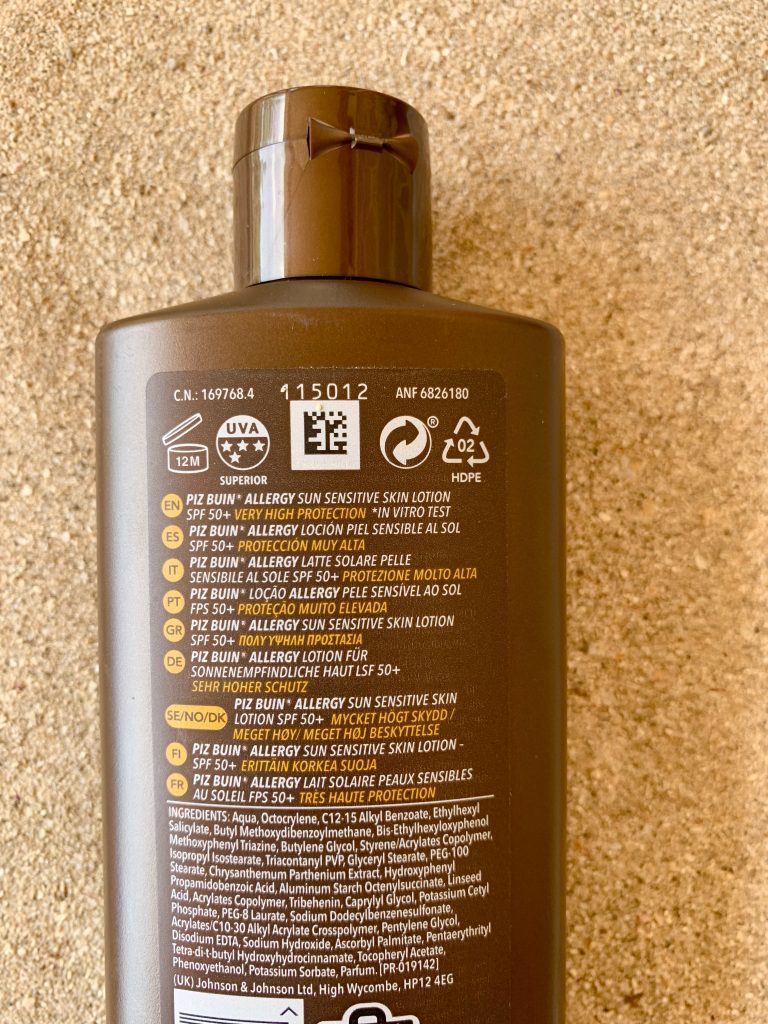 C.N.: 169768.4 115012 ANF 6826180
12M
UVA
SUPERIOR
®
02
HDPE
EN PIZ BUIN* ALLERGY SUN SENSITIVE SKIN LOTION
SPF 50+ VERY HIGH PROTECTION *IN VITRO TEST
ES PIZ BUIN* ALLERGY LOCIÓN PIEL SENSIBLE AL SOL
SPF 50+ PROTECCIÓN MUY ALTA
IT PIZ BUIN* ALLERGY LATTE SOLARE PELLE
SENSIBILE AL SOLE SPF 50+ PROTEZIONE MOLTO ALTA
PT PIZ BUIN* LOÇÃO ALLERGY PELE SENSÍVEL AO SOL
FPS 50+ PROTEÇÃO MUITO ELEVADA
GR PIZ BUIN* ALLERGY SUN SENSITIVE SKIN LOTION
SPF 50+ ΠΟΛΥ ΥΨΗΛΗ ΠΡΟΣΤΑΣΙΑ
DE PIZ BUIN* ALLERGY LOTION FÜR
SONNENEMPFINDLICHE HAUT LSF 50+
SEHR HOHER SCHUTZ
SE/NO/DK PIZ BUIN* ALLERGY SUN SENSITIVE SKIN
LOTION SPF 50+ MYCKET HÖGT SKYDD /
MEGET HØY/ MEGET HØJ BESKYTTELSE
FI PIZ BUIN* ALLERGY SUN SENSITIVE SKIN LOTION -
SPF 50+ ERITTÄIN KORKEA SUOJA
FR PIZ BUIN* ALLERGY LAIT SOLAIRE PEAUX SENSIBLES
AU SOLEIL FPS 50+ TRÈS HAUTE PROTECTION
INGREDIENTS: Aqua, Octocrylene, C12-15 Alkyl Benzoate, Ethylhexyl
Salicylate, Butyl Methoxydibenzoylmethane, Bis-Ethylhexyloxyphenol
Methoxyphenyl Triazine, Butylene Glycol, Styrene/Acrylates Copolymer,
Isopropyl Isostearate, Triacontanyl PVP, Glyceryl Stearate, PEG-100
Stearate, Chrysanthemum Parthenium Extract, Hydroxyphenyl
Propamidobenzoic Acid, Aluminum Starch Octenylsuccinate, Linseed
Acid, Acrylates Copolymer, Tribehenin, Caprylyl Glycol, Potassium Cetyl
Phosphate, PEG-8 Laurate, Sodium Dodecylbenzenesulfonate,
Acrylates/C10-30 Alkyl Acrylate Crosspolymer, Pentylene Glycol,
Disodium EDTA, Sodium Hydroxide, Ascorbyl Palmitate, Pentaerythrityl
Tetra-di-t-butyl Hydroxyhydrocinnamate, Tocopheryl Acetate,
Phenoxyethanol, Potassium Sorbate, Parfum. [PR-019142]
(UK) Johnson & Johnson Ltd, High Wycombe, HP12 4EG